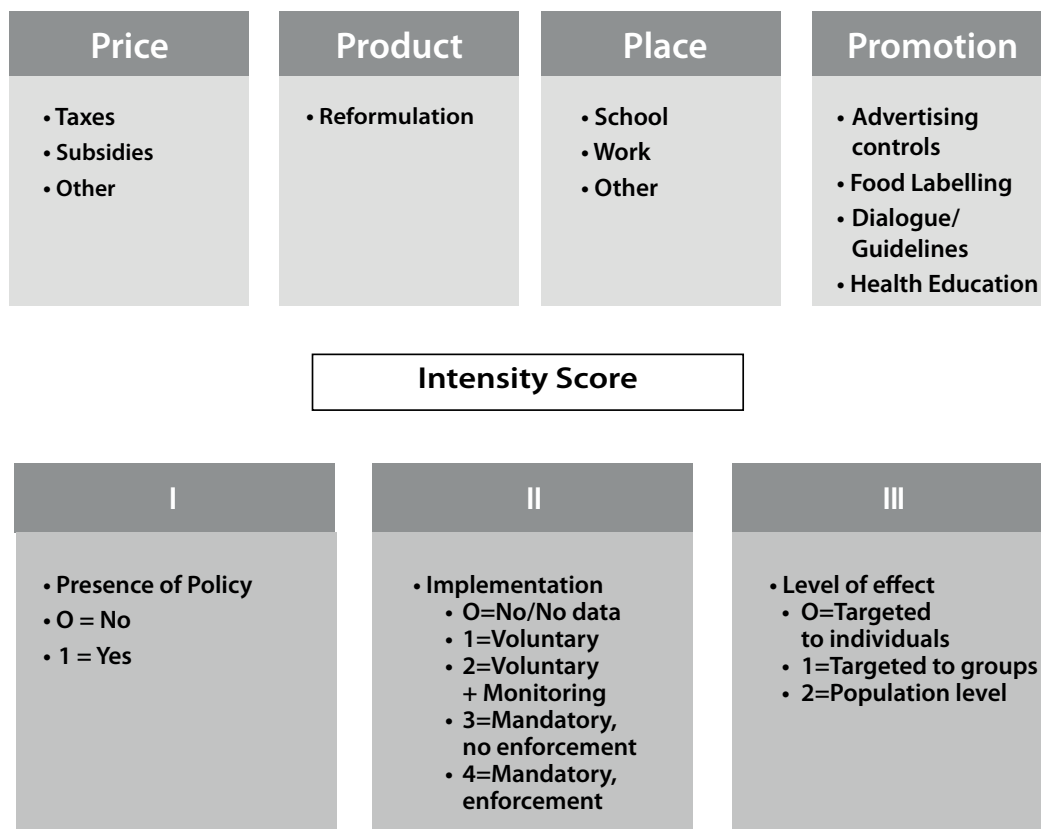 Price
• Taxes
• Subsidies
• Other
Product
• Reformulation
Place
• School
• Work
• Other
Promotion
• Advertising
controls
• Food Labelling
• Dialogue/
Guidelines
• Health Education
Intensity Score
I
• Presence of Policy
• O = No
• 1 = Yes
II
• Implementation
• O=No/No data
• 1=Voluntary
• 2=Voluntary
+ Monitoring
• 3=Mandatory,
no enforcement
• 4=Mandatory,
enforcement
III
• Level of effect
• O=Targeted
to individuals
• 1=Targeted to groups
• 2=Population level